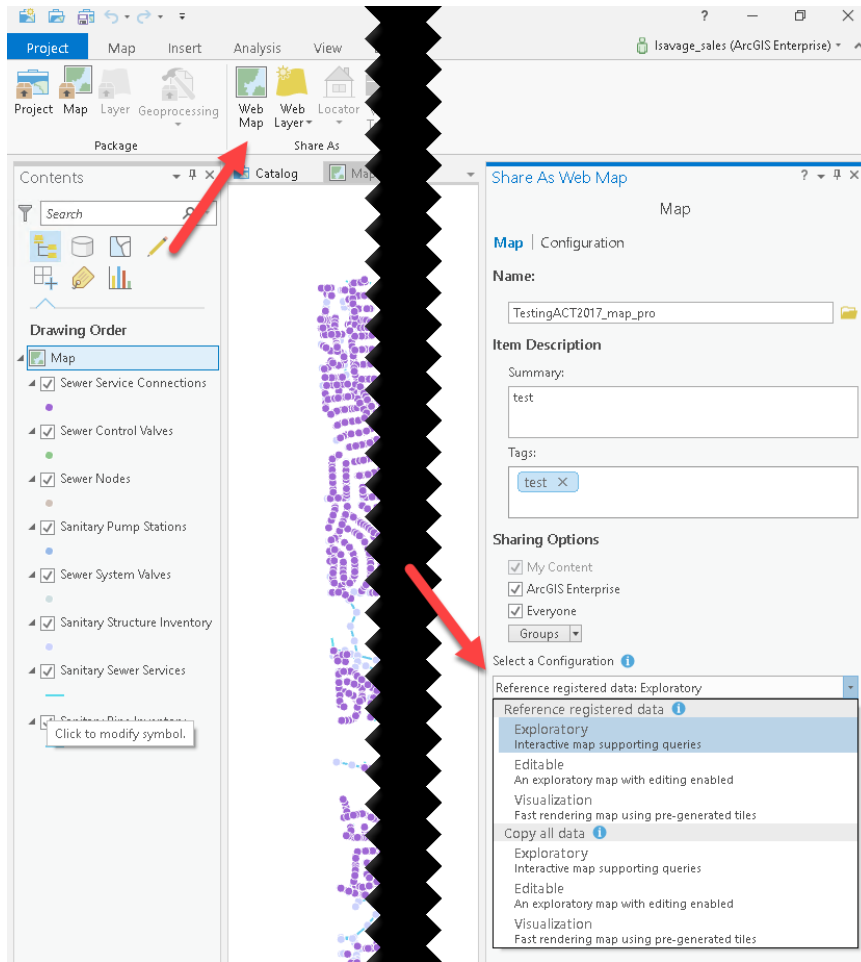 ? 
Project Map Insert Analysis View
lsavage_sales (ArcGIS Enterprise)
Project Map Layer Geoprocessing
Web Map
Web Layer
Locator
Package
Share As
Contents
Search
Drawing Order
Map
Sewer Service Connections
Sewer Control Valves
Sewer Nodes
Sanitary Pump Stations
Sewer System Valves
Sanitary Structure Inventory
Sanitary Sewer Services
Click to modify symbol.
Catalog
Map
Share As Web Map
?
Map
Map | Configuration
Name:
TestingACT2017_map_pro
Item Description
Summary:
test
Tags:
test
Sharing Options
My Content
ArcGIS Enterprise
Everyone
Groups
Select a Configuration
Reference registered data: Exploratory
Reference registered data
Exploratory
Interactive map supporting queries
Editable
An exploratory map with editing enabled
Visualization
Fast rendering map using pre-generated tiles
Copy all data
Exploratory
Interactive map supporting queries
Editable
An exploratory map with editing enabled
Visualization
Fast rendering map using pre-generated tiles